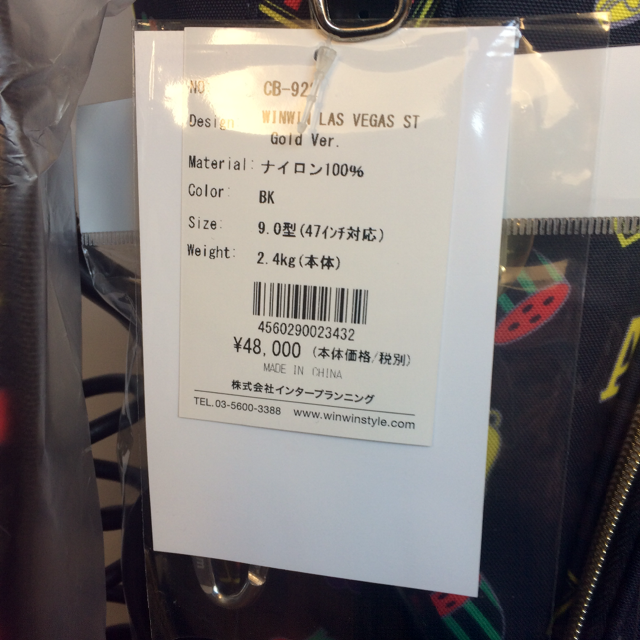 NO.
Design: WINWIN LAS VEGAS ST
Gold Ver.
Material: ナイロン100%
Color: BK
Size: 9.0型(47インチ対応)
Weight: 2.4kg(本体)
4560290023432
¥48,000 (本体価格/税別)
MADE IN CHINA
株式会社インタープランニング
TEL.03-5600-3388 www.winwinstyle.com